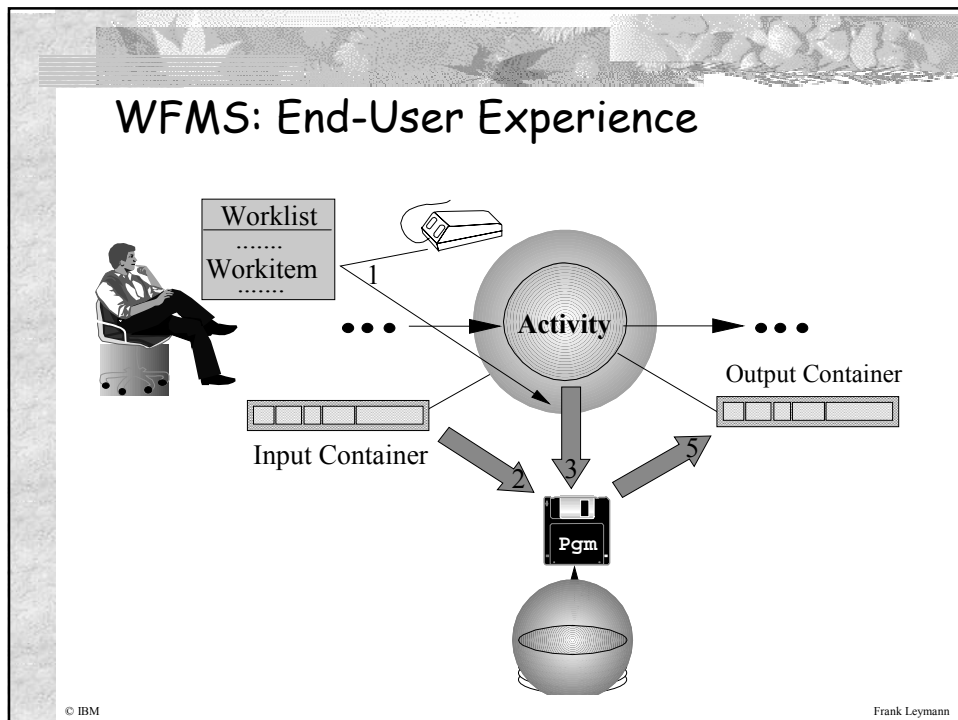 WFMS: End-User Experience
Worklist
.......
Workitem
.......
1
Activity
Output Container
Input Container
2
3
5
Pgm
© IBM
Frank Leymann